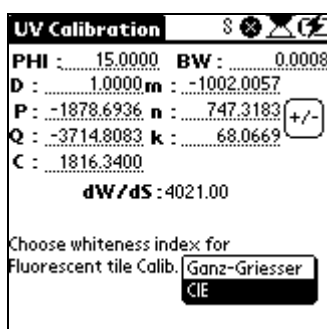 UV Calibration S
PHI : 15.0000 BW : 0.0008
D : 1.0000 m : -1002.0057
P : -1878.6936 n : 747.3183
Q : -3714.8083 k : 68.0669 +/-
C : 1816.3400
dW/dS : 4021.00
Choose whiteness index for
Fluorescent tile Calib. Ganz-Griesser
CIE